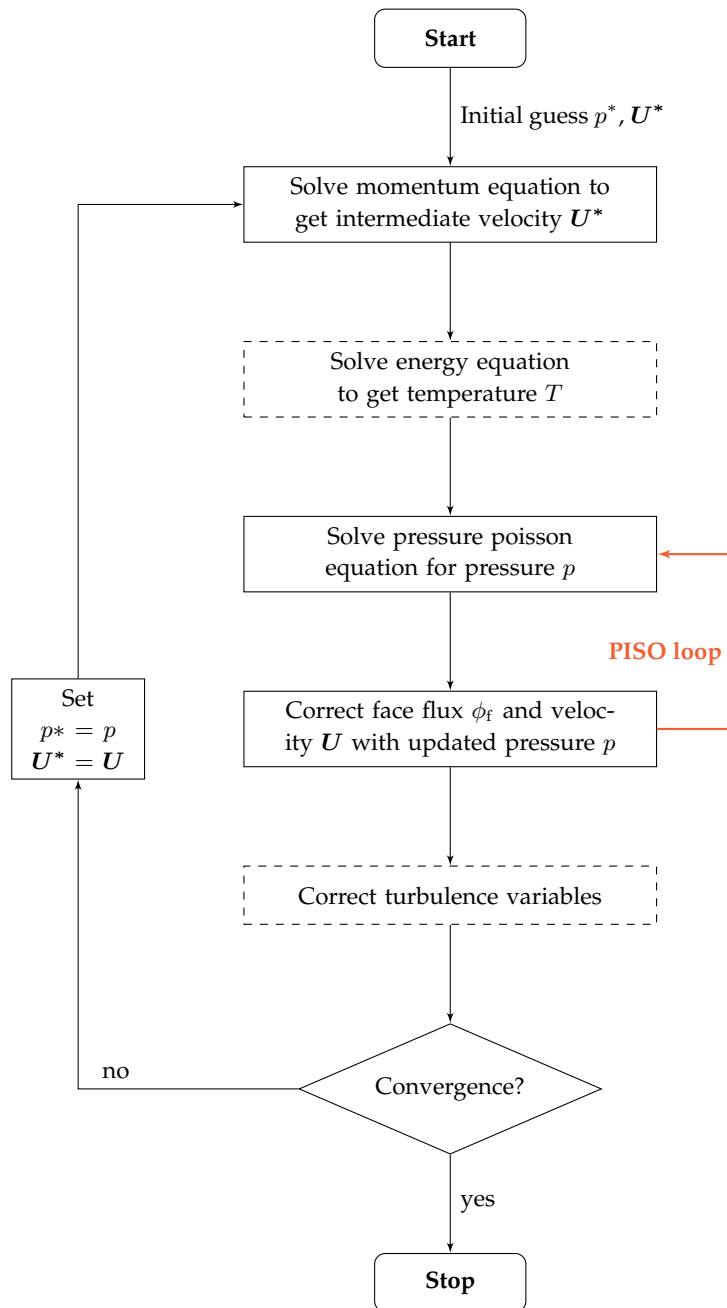 Start
Initial guess p*, U*
Solve momentum equation to
get intermediate velocity U*
Solve energy equation
to get temperature T
Solve pressure poisson
equation for pressure p
PISO loop
Set
p* = p
U* = U
Correct face flux ϕf and veloc-
ity U with updated pressure p
Correct turbulence variables
no
Convergence?
yes
Stop